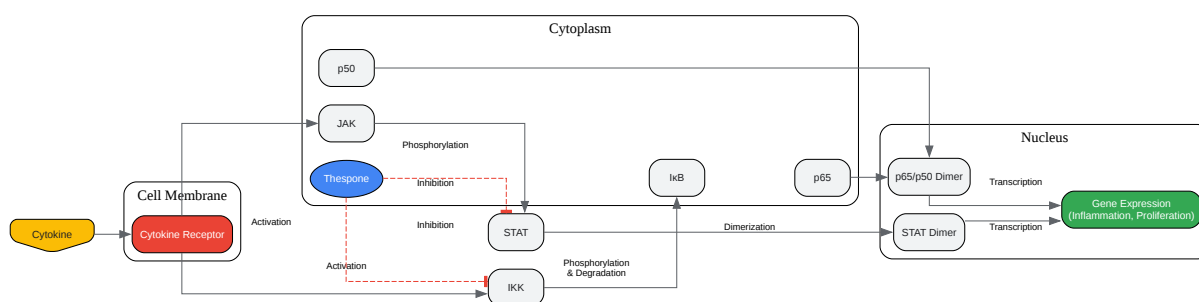 Cytoplasm
p50
JAK
Phosphorylation
Thespone
Inhibition
IκB
p65
Nucleus
p65/p50 Dimer
Transcription
Gene Expression
(Inflammation, Proliferation)
Cell Membrane
Cytokine
Cytokine Receptor
Activation
Inhibition
STAT
Dimerization
STAT Dimer
Transcription
Activation
IKK
Phosphorylation
& Degradation